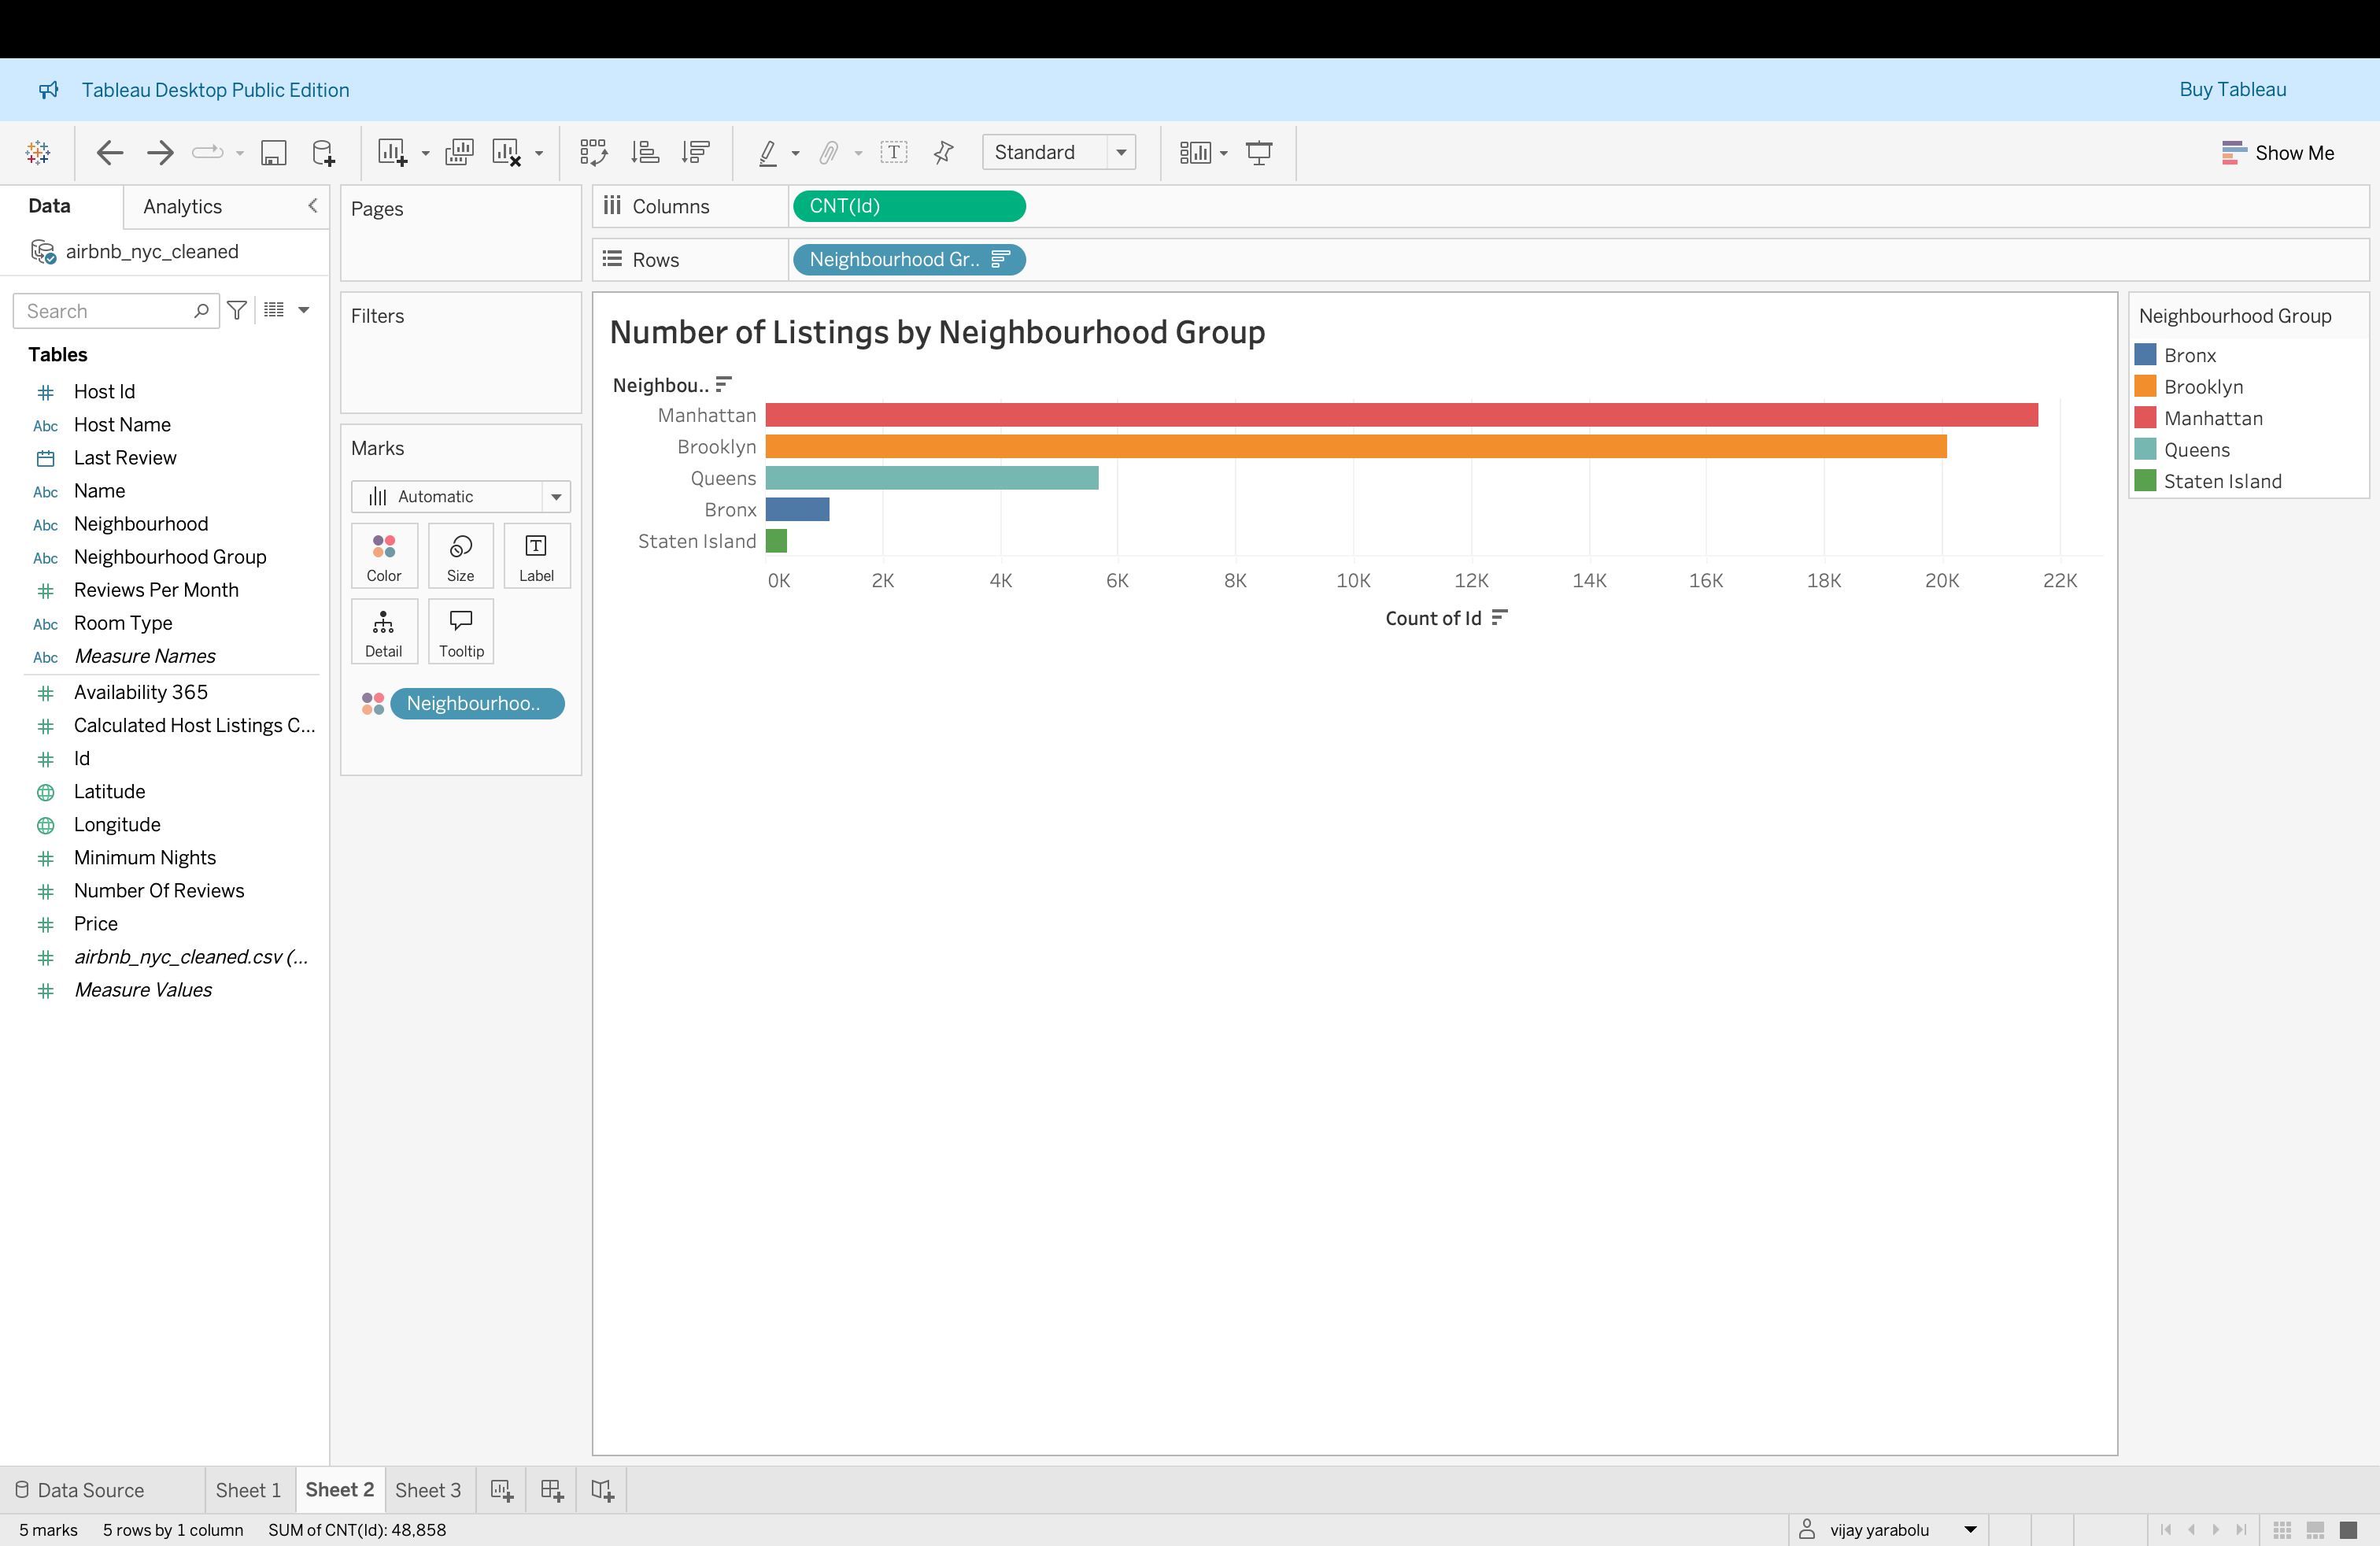 Tableau Desktop Public Edition
Buy Tableau
Standard
Show Me
Data
Analytics
airbnb_nyc_cleaned
Search
Tables
Host Id
Abc Host Name
Last Review
Abc Name
Abc Neighbourhood
Abc Neighbourhood Group
Reviews Per Month
Abc Room Type
Abc Measure Names
Availability 365
Calculated Host Listings C...
Id
Latitude
Longitude
Minimum Nights
Number Of Reviews
Price
airbnb_nyc_cleaned.csv (...
Measure Values
Pages
Filters
Marks
Automatic
Color
Size
Label
Detail
Tooltip
Neighbourhoo..
Columns
CNT(Id)
Rows
Neighbourhood Gr..
Number of Listings by Neighbourhood Group
Neighbou..
Manhattan
Brooklyn
Queens
Bronx
Staten Island
0K 2K 4K 6K 8K 10K 12K 14K 16K 18K 20K 22K
Count of Id
Neighbourhood Group
Bronx
Brooklyn
Manhattan
Queens
Staten Island
Data Source
Sheet 1
Sheet 2
Sheet 3
5 marks 5 rows by 1 column SUM of CNT(Id): 48,858
vijay yarabolu